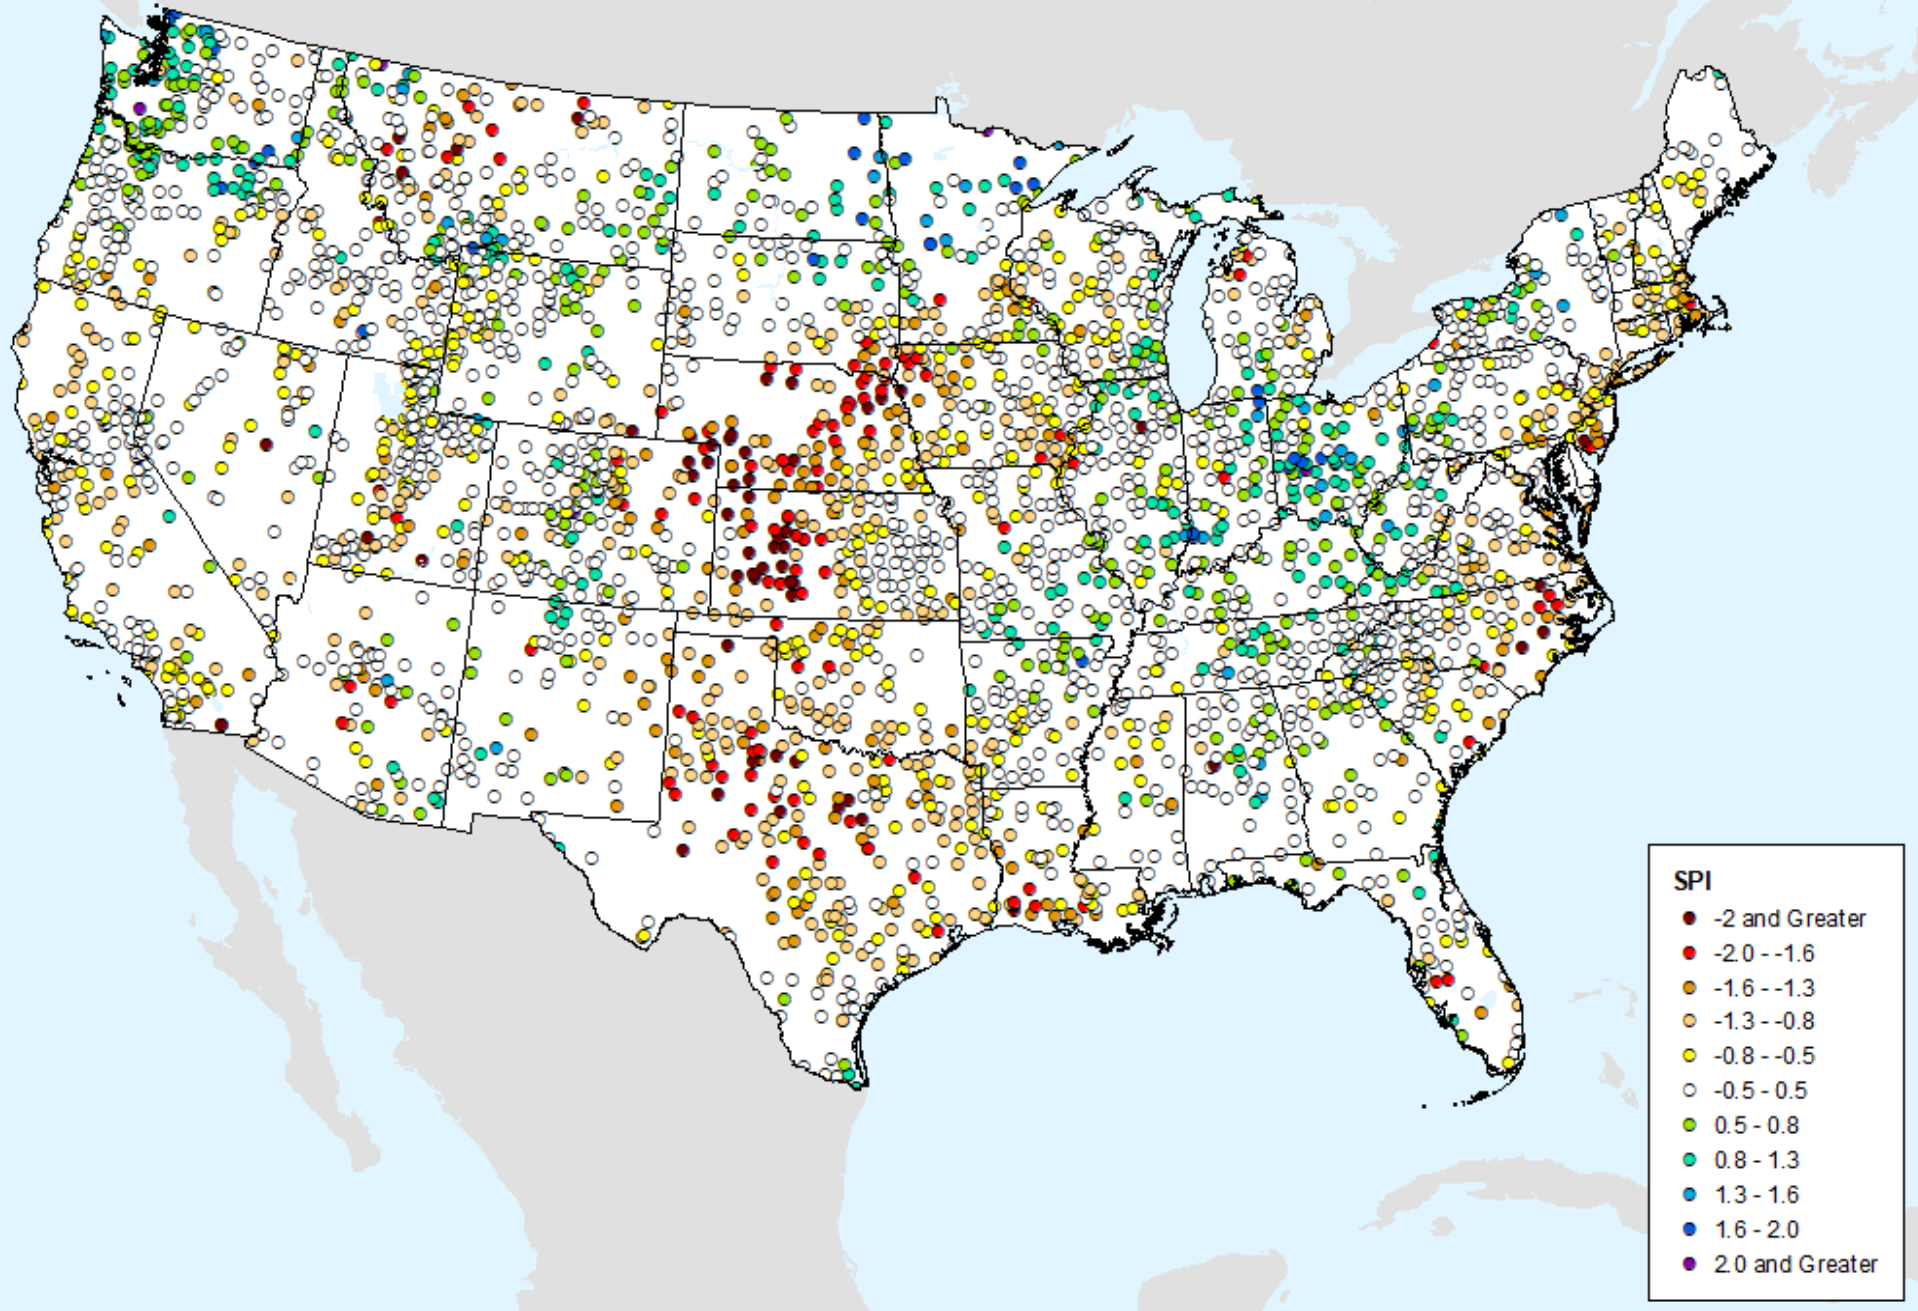 SPI
-2 and Greater
-2.0 - -1.6
-1.6 - -1.3
-1.3 - -0.8
-0.8 - -0.5
-0.5 - 0.5
0.5 - 0.8
0.8 - 1.3
1.3 - 1.6
1.6 - 2.0
2.0 and Greater